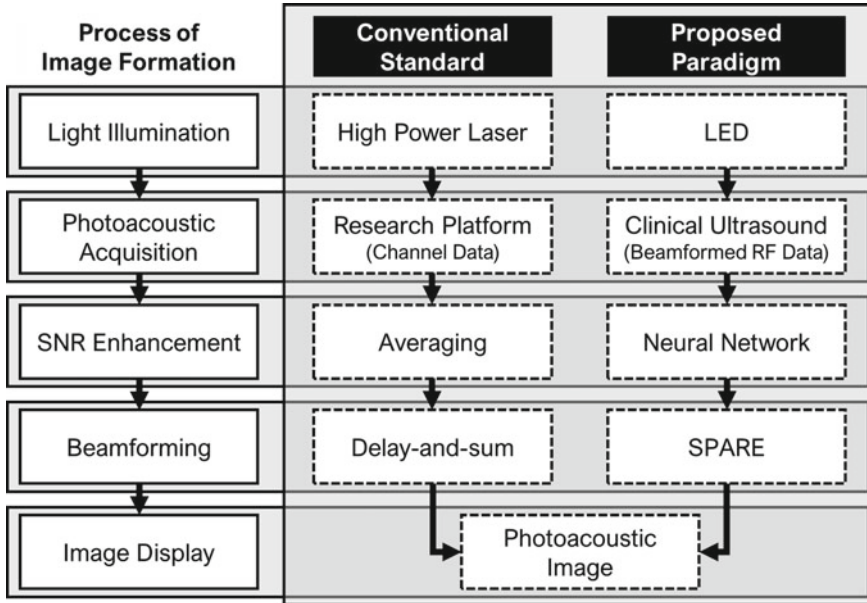 Process of
Image Formation
Conventional
Standard
Proposed
Paradigm
Light Illumination
High Power Laser
LED
Photoacoustic
Acquisition
Research Platform
(Channel Data)
Clinical Ultrasound
(Beamformed RF Data)
SNR Enhancement
Averaging
Neural Network
Beamforming
Delay-and-sum
SPARE
Image Display
Photoacoustic
Image